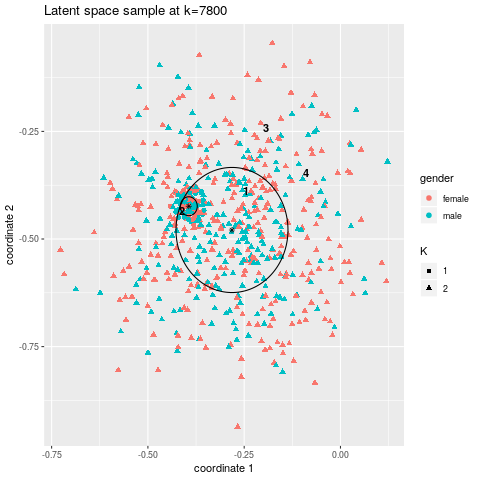 Latent space sample at k=7800
-0.25
-0.50
-0.75
coordinate 2
3
4
1
2
-0.75
-0.50
-0.25
0.00
coordinate 1
gender
female
male
K
1
2